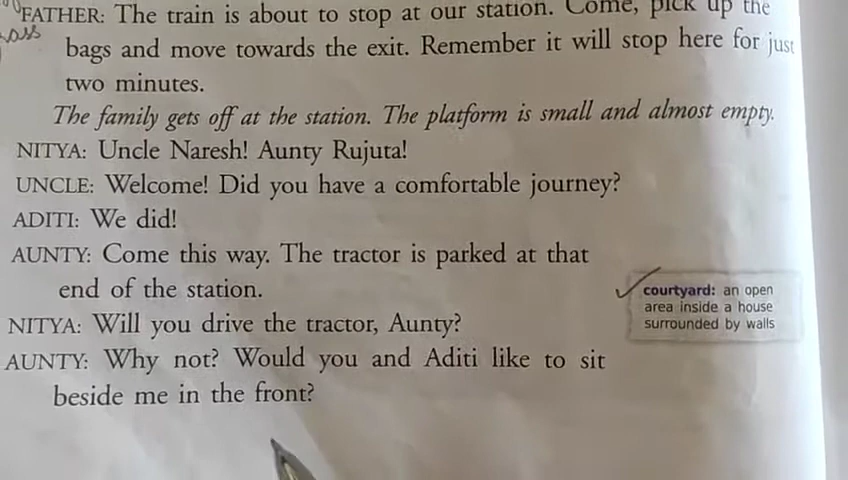 FATHER: The train is about to stop at our station. Come, pick up the
bags and move towards the exit. Remember it will stop here for just
two minutes.
The family gets off at the station. The platform is small and almost empty.
NITYA: Uncle Naresh! Aunty Rujuta!
UNCLE: Welcome! Did you have a comfortable journey?
ADITI: We did!
AUNTY: Come this way. The tractor is parked at that
end of the station.
courtyard: an open
area inside a house
surrounded by walls
NITYA: Will you drive the tractor, Aunty?
AUNTY: Why not? Would you and Aditi like to sit
beside me in the front?